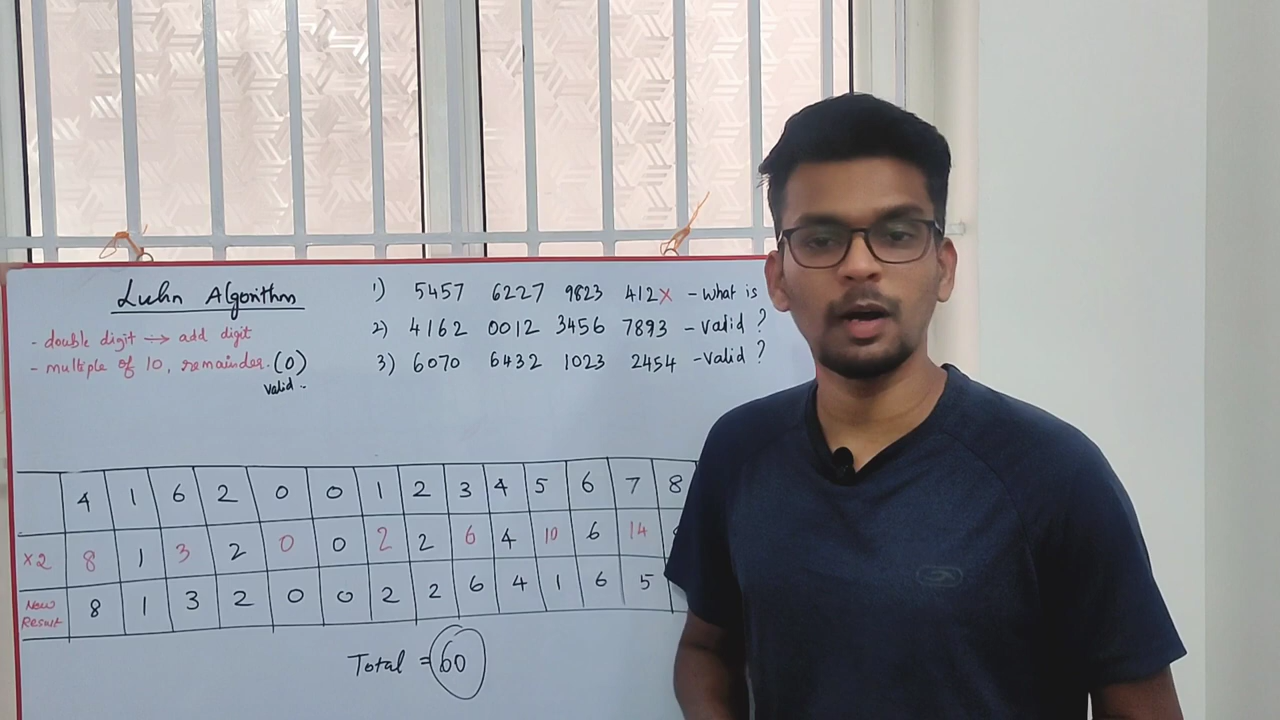 Luhn Algorithm
- double digit → add digit
- multiple of 10, remainder. (0)
valid..
1) 5457 6227 9823 412X - what is
2) 4162 0012 3456 7893 - valid ?
3) 6070 6432 1023 2454 - valid ?
4 1 6 2 0 0 1 2 3 4 5 6 7 8
×2 8 1 3 2 0 0 2 2 6 4 10 6 14
New Result 8 1 3 2 0 0 2 2 6 4 1 6 5
Total = 60